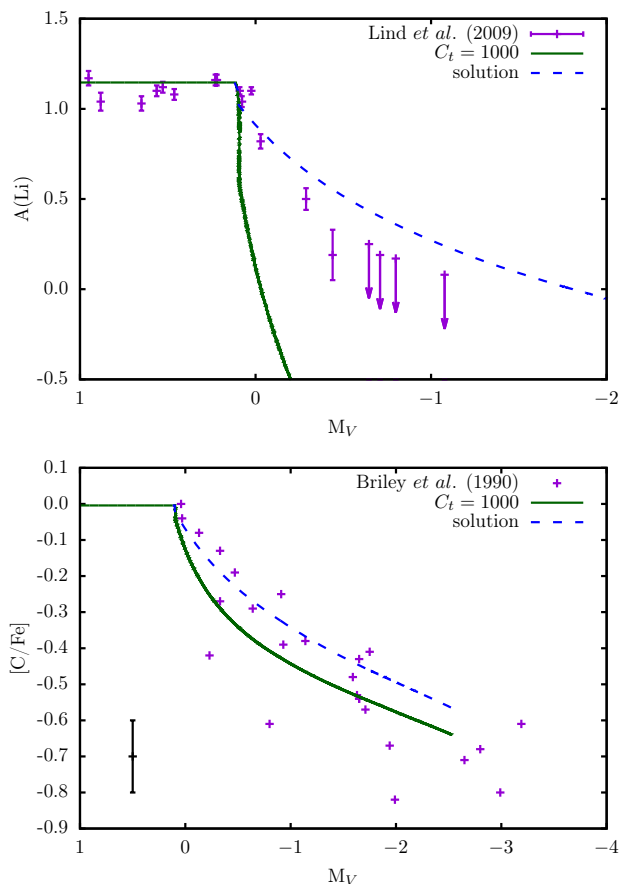 1.5
1.0
0.5
0.0
-0.5
A(Li)
Lind et al. (2009)
C_t = 1000
solution
1 0 −1 −2
M_V
0.1
0.0
-0.1
-0.2
-0.3
-0.4
-0.5
-0.6
-0.7
-0.8
-0.9
[C/Fe]
Briley et al. (1990)
C_t = 1000
solution
1 0 −1 −2 −3 −4
M_V